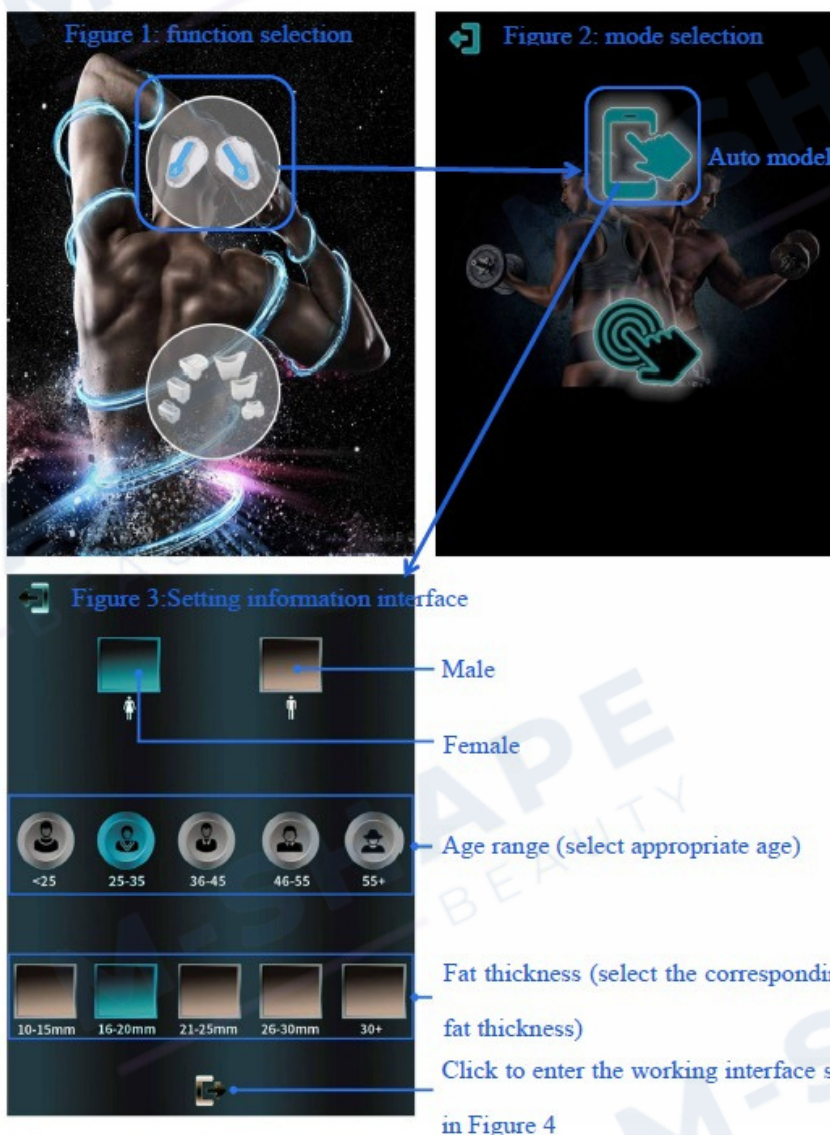 Figure 1: function selection
Figure 2: mode selection
Auto model
Figure 3:Setting information interface
Male
Female
<25 25-35 36-45 46-55 55+
Age range (select appropriate age)
10-15mm 16-20mm 21-25mm 26-30mm 30+
Fat thickness (select the
fat thickness)
Click to enter the working interface
in Figure 4
M-SHAPE
BEAUTY